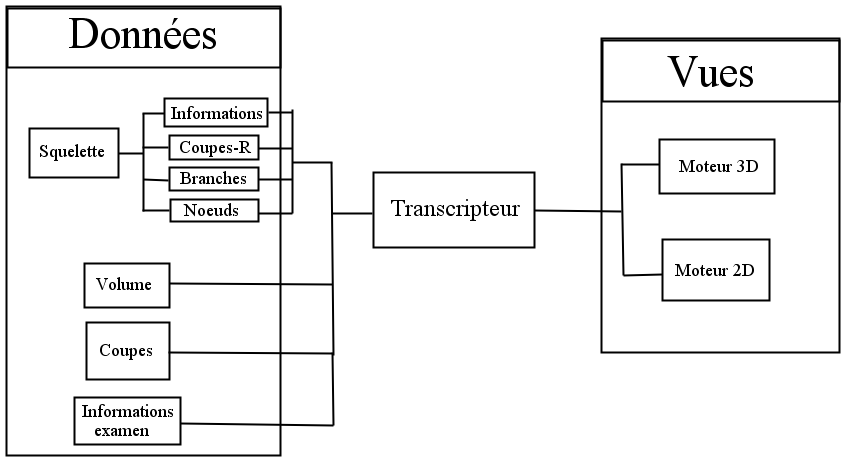 Données
Squelette
Informations
Coupes-R
Branches
Noeuds
Volume
Coupes
Informations
examen
Transcripteur
Vues
Moteur 3D
Moteur 2D